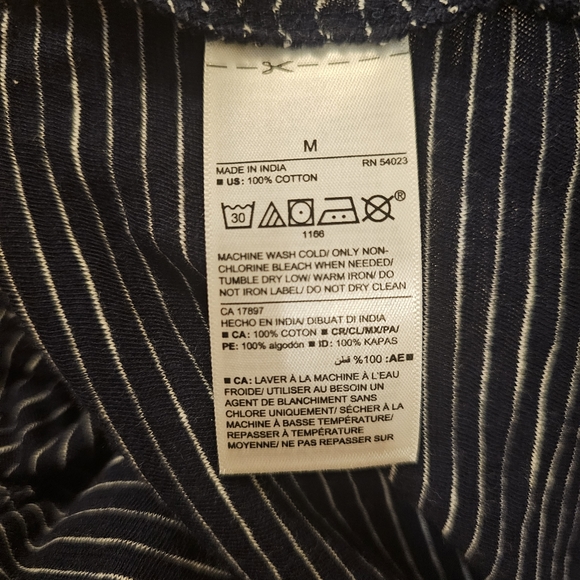 M
MADE IN INDIA RN 54023
■ US: 100% COTTON
30 ®
1166
MACHINE WASH COLD/ ONLY NON-
CHLORINE BLEACH WHEN NEEDED/
TUMBLE DRY LOW/ WARM IRON/ DO
NOT IRON LABEL/ DO NOT DRY CLEAN
CA 17897
HECHO EN INDIA/ DIBUAT DI INDIA
■ CA: 100% COTON ■ CR/CL/MX/PA/
PE: 100% algodón ■ ID: 100% KAPAS
■AE: 100% قطن
■ CA: LAVER À LA MACHINE À L'EAU
FROIDE/ UTILISER AU BESOIN UN
AGENT DE BLANCHIMENT SANS
CHLORE UNIQUEMENT/ SÉCHER À LA
MACHINE À BASSE TEMPÉRATURE/
REPASSER À TEMPÉRATURE
MOYENNE/ NE PAS REPASSER SUR